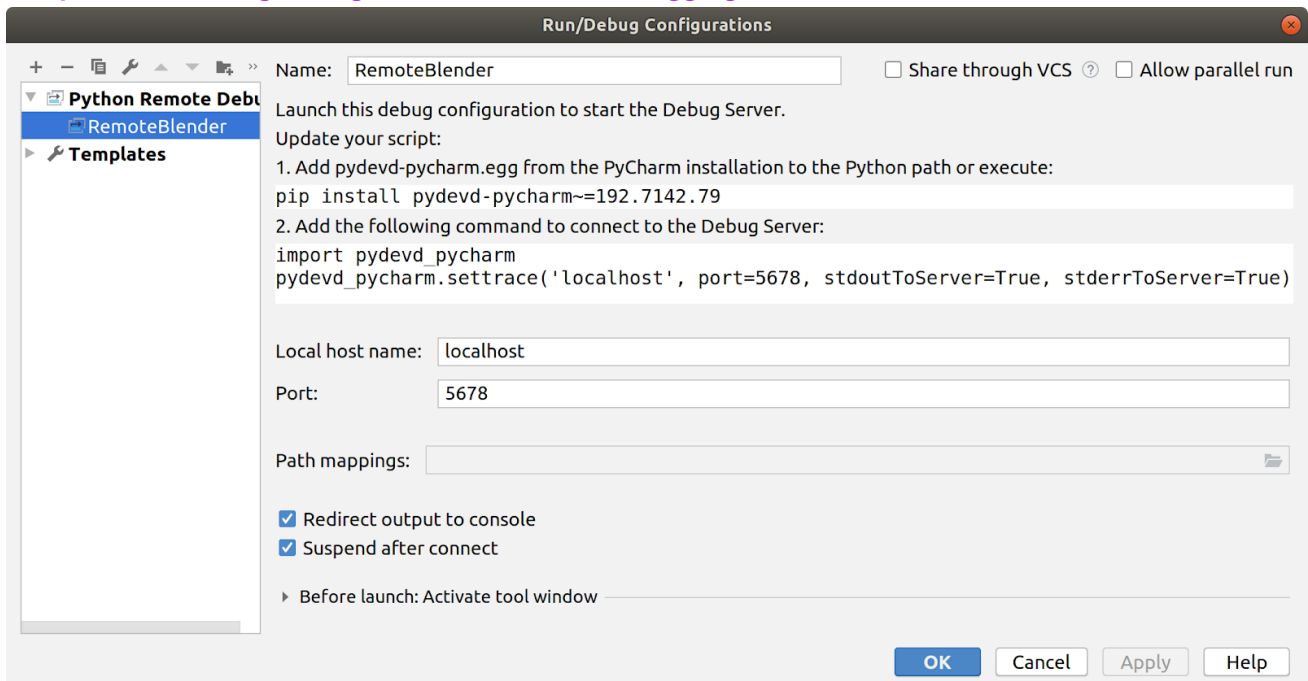 Run/Debug Configurations
Name: RemoteBlender
Share through VCS ? Allow parallel run
Python Remote Debu
RemoteBlender
Templates
Launch this debug configuration to start the Debug Server.
Update your script:
1. Add pydevd-pycharm.egg from the PyCharm installation to the Python path or execute:
pip install pydevd-pycharm~=192.7142.79
2. Add the following command to connect to the Debug Server:
import pydevd_pycharm
pydevd_pycharm.settrace('localhost', port=5678, stdoutToServer=True, stderrToServer=True)
Local host name: localhost
Port: 5678
Path mappings:
Redirect output to console
Suspend after connect
Before launch: Activate tool window
OK Cancel Apply Help